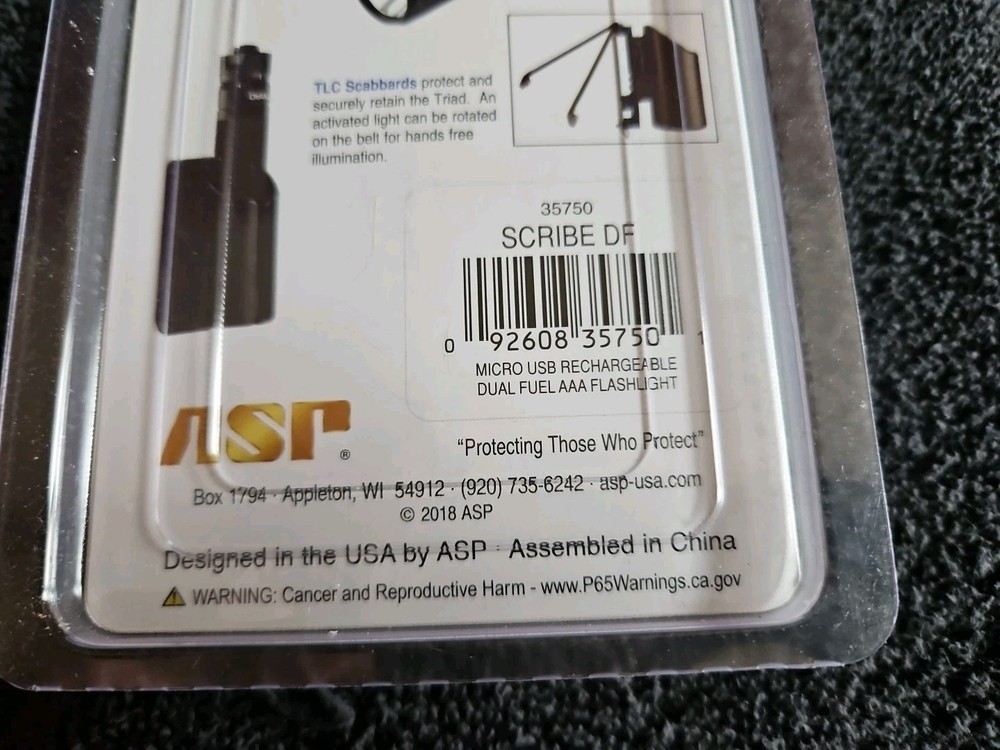 TLC Scabbards protect and
securely retain the Triad. An
activated light can be rotated
on the belt for hands free
illumination.
35750
SCRIBE DF
0 92608 35750 1
MICRO USB RECHARGEABLE
DUAL FUEL AAA FLASHLIGHT
ASP®
"Protecting Those Who Protect"
Box 1794 · Appleton, WI 54912 · (920) 735-6242 · asp-usa.com
© 2018 ASP
Designed in the USA by ASP · Assembled in China
⚠ WARNING: Cancer and Reproductive Harm - www.P65Warnings.ca.gov